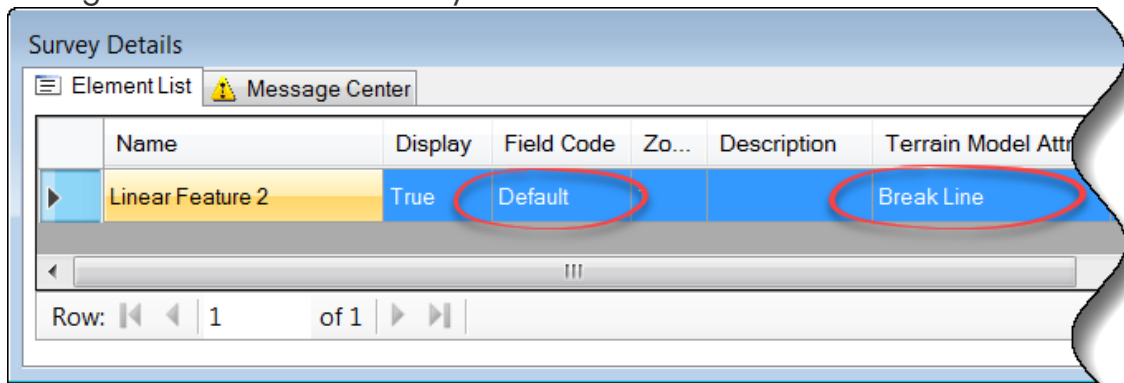 Survey Details
Element List Message Center
Name Display Field Code Zo... Description Terrain Model Attr
Linear Feature 2 True Default Break Line
Row: 1 of 1